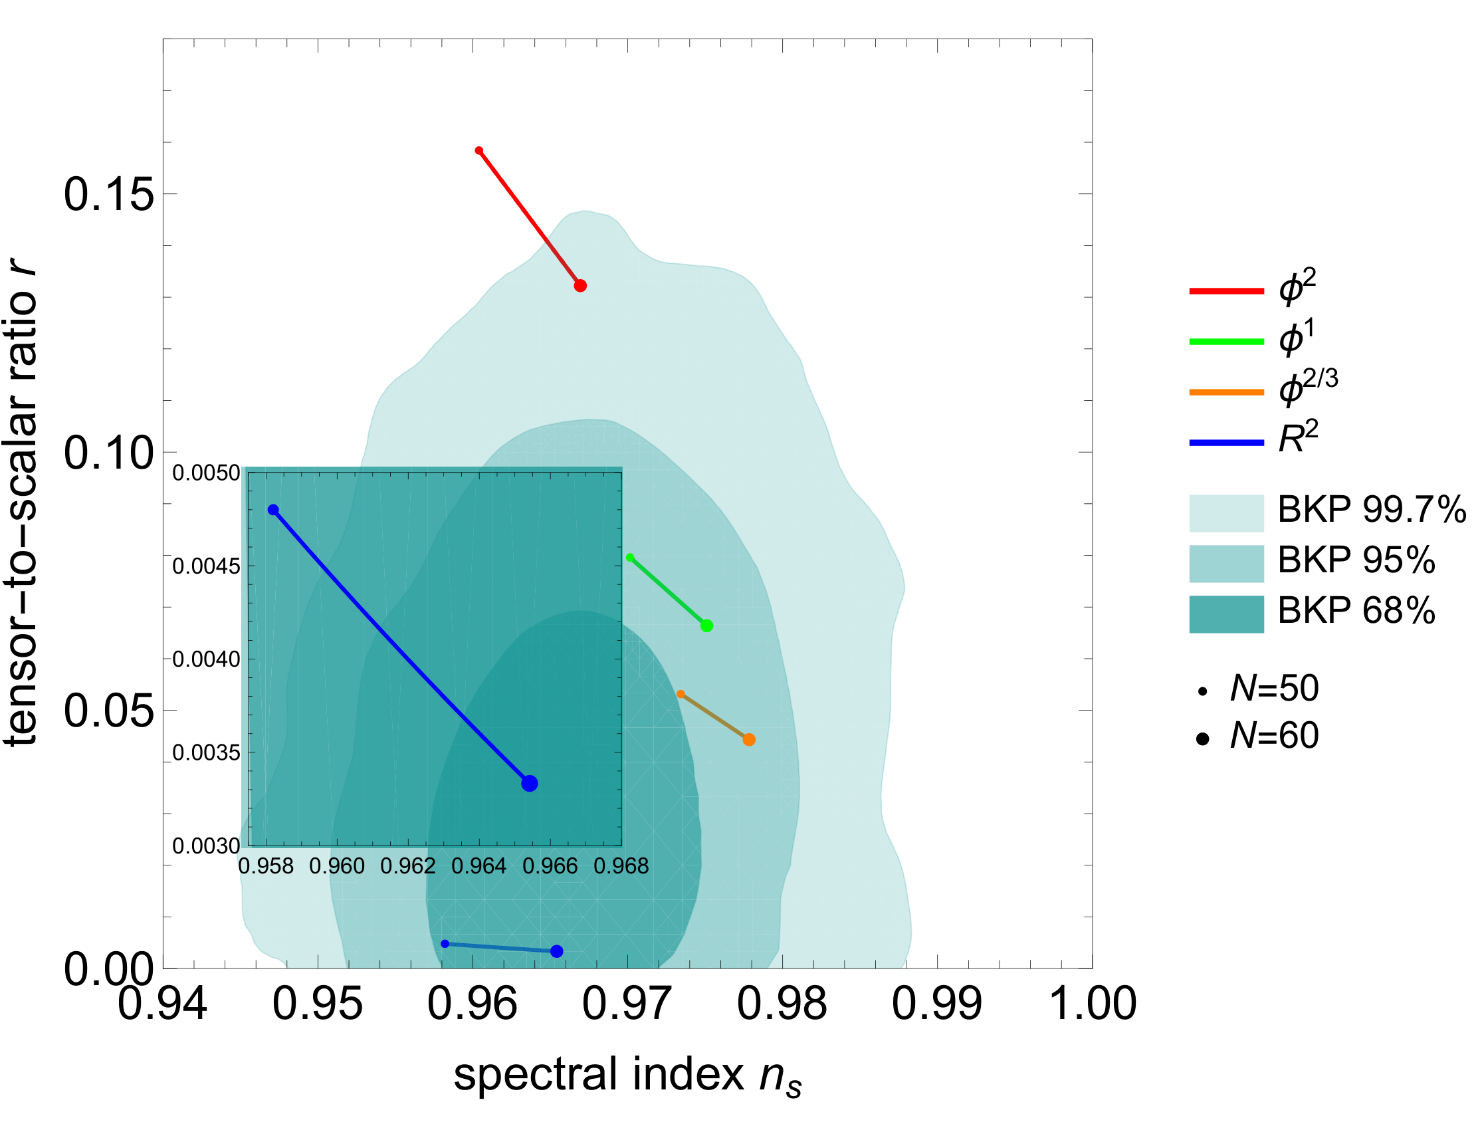 tensor–to–scalar ratio r
0.15
0.10
0.05
0.00
0.94 0.95 0.96 0.97 0.98 0.99 1.00
spectral index nₛ
0.0050
0.0045
0.0040
0.0035
0.0030
0.958 0.960 0.962 0.964 0.966 0.968
ϕ²
ϕ¹
ϕ^2/3
R²
BKP 99.7%
BKP 95%
BKP 68%
N=50
N=60